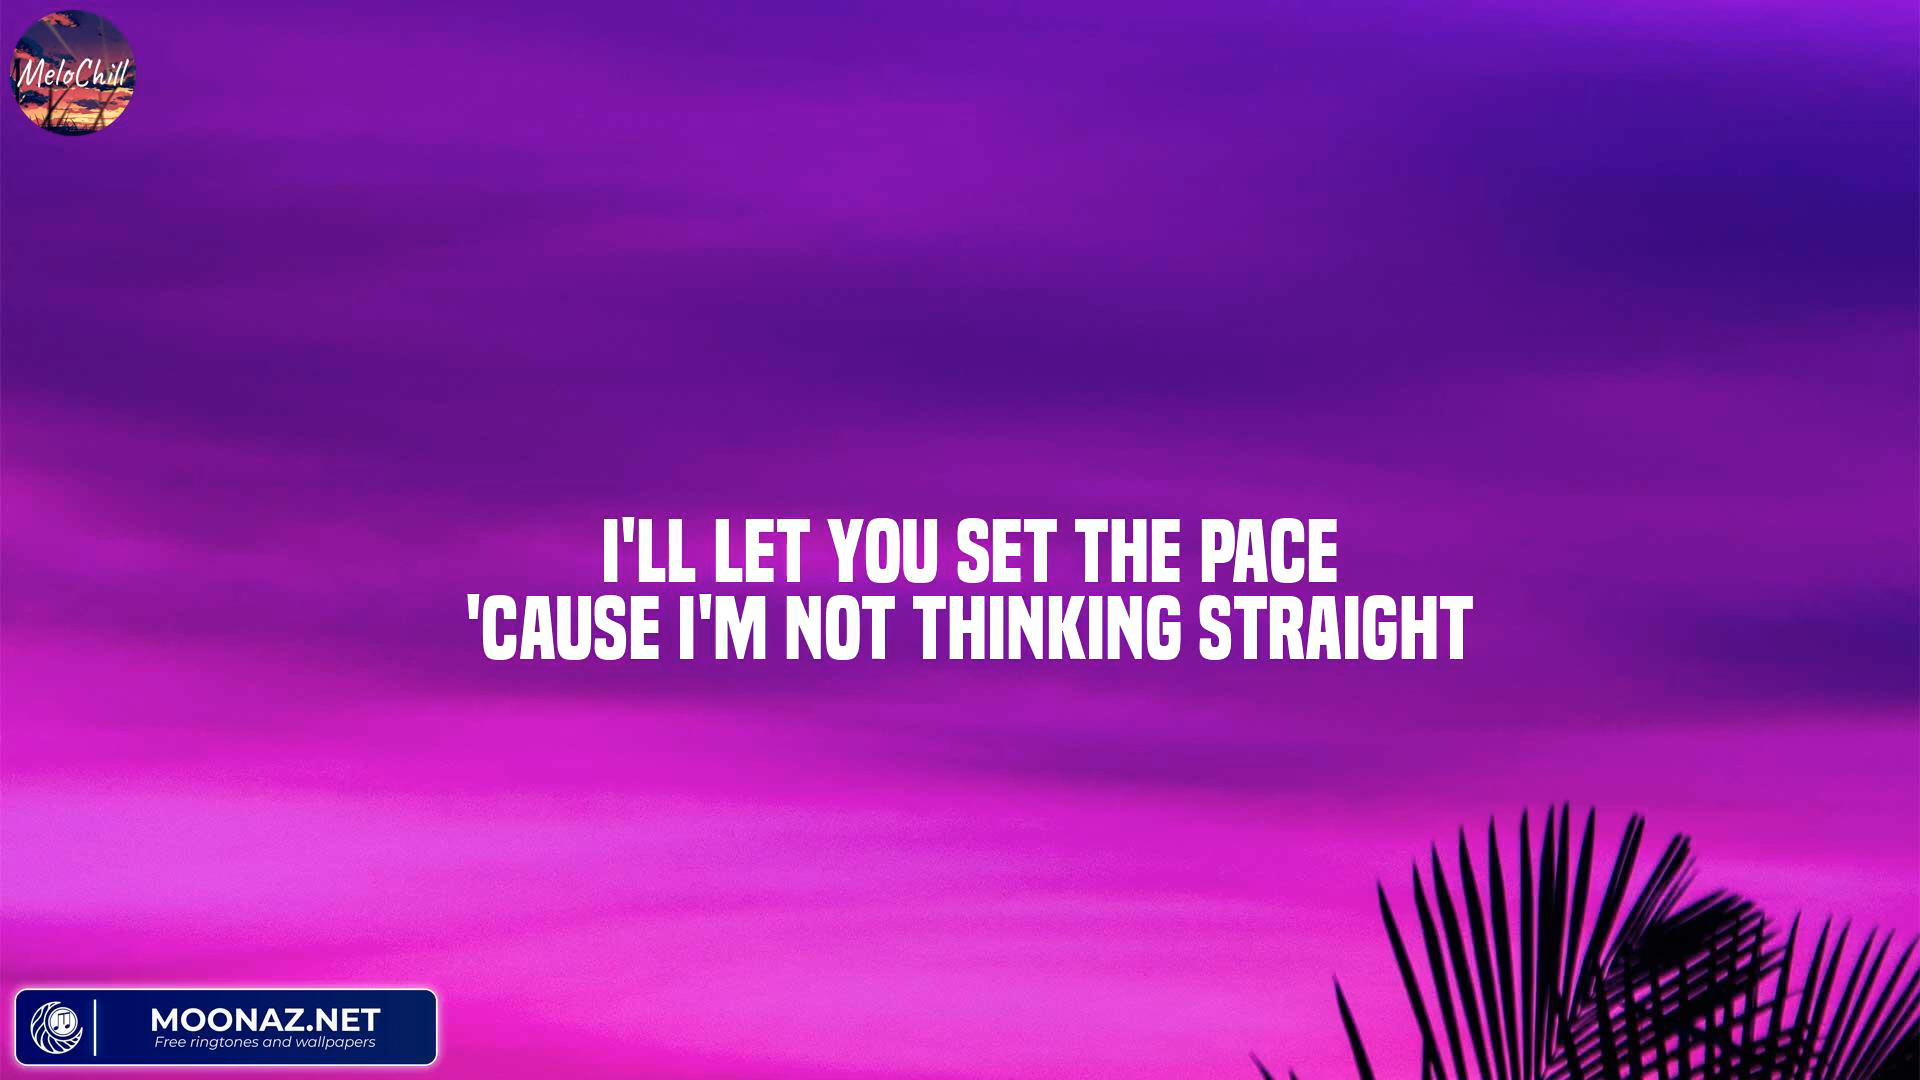 MeloChill
I'LL LET YOU SET THE PACE
'CAUSE I'M NOT THINKING STRAIGHT
MOONAZ.NET
Free ringtones and wallpapers